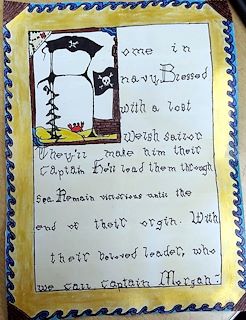 ome in
navy, Blessed
with a lost
Welsh sailor
They'll make him their
captain He'll lead them through
sea. Remain victorious until the
end of their orgin. With
their beloved leader, who
we call captain Morgan-